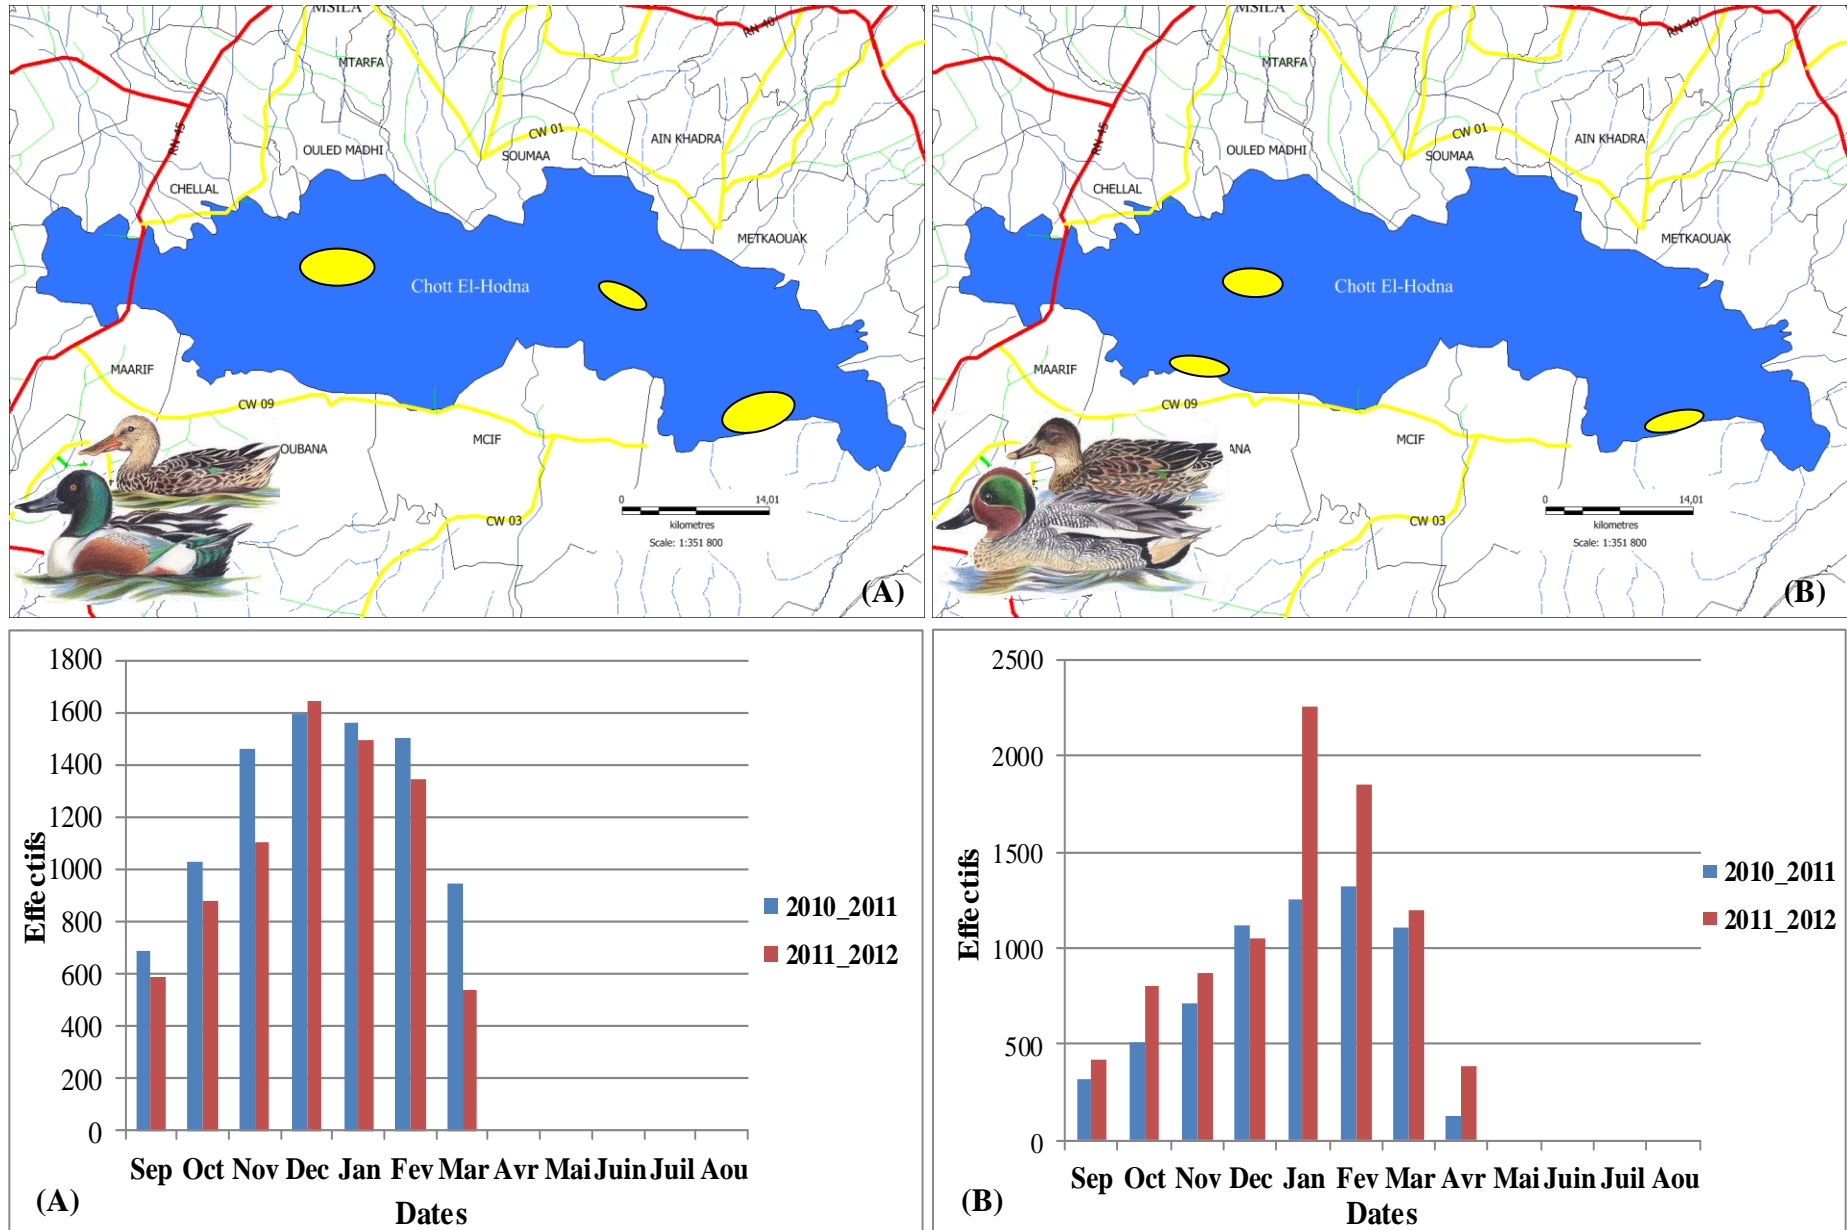 MSILA
RN 40
MTARFA
RN 45
CW 01
AIN KHADRA
OULED MADHI
SOUMAA
CHELLAL
METKAOUAK
Chott El-Hodna
MAARIF
CW 09
OUBANA
MCIF
0 14,01
kilometres
Scale: 1:351 800
CW 03
(A)
MSILA
RN 40
MTARFA
RN 45
CW 01
AIN KHADRA
OULED MADHI
SOUMAA
CHELLAL
METKAOUAK
Chott El-Hodna
MAARIF
CW 09
ANA
MCIF
0 14,01
kilometres
Scale: 1:351 800
CW 03
(B)
1800
1600
1400
1200
1000
800
600
400
200
0
Effectifs
2010_2011
2011_2012
Sep Oct Nov Dec Jan Fev Mar Avr Mai Juin Juil Aou
Dates
(A)
2500
2000
1500
1000
500
0
Effectifs
2010_2011
2011_2012
Sep Oct Nov Dec Jan Fev Mar Avr Mai Juin Juil Aou
Dates
(B)